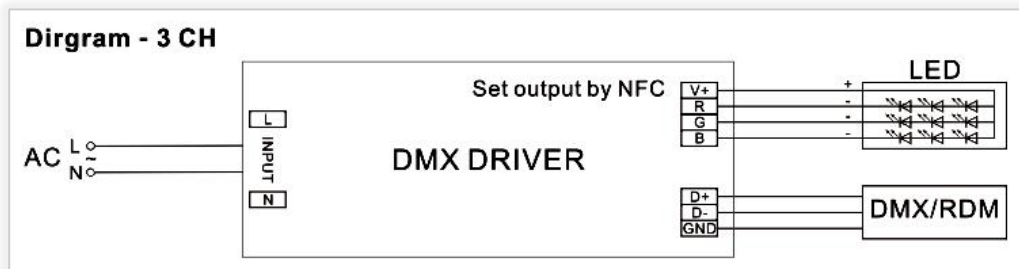 Dirgram - 3 CH
Set output by NFC
LED
V+
+
R
-
G
-
B
-
L
INPUT
N
AC
L
~
N
DMX DRIVER
D+
D-
GND
DMX/RDM